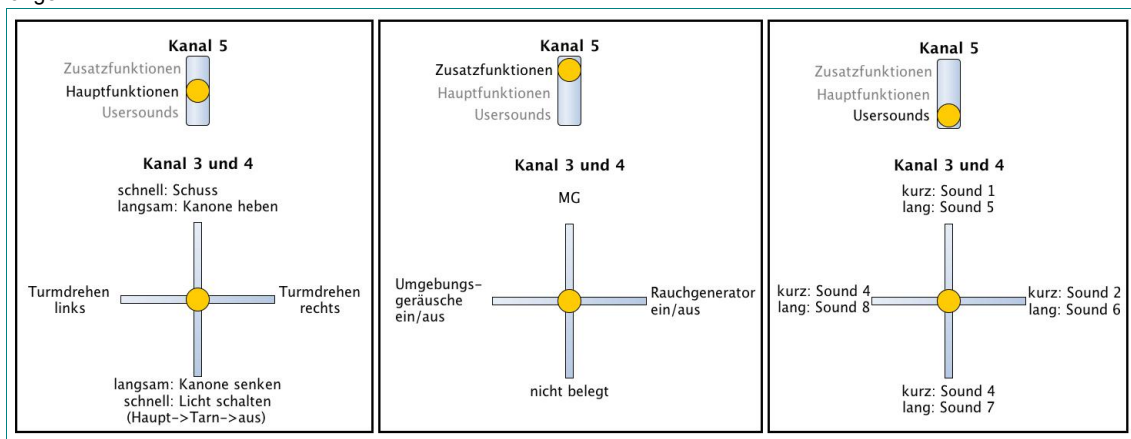 Kanal 5
Zusatzfunktionen
Hauptfunktionen
Usersounds
Kanal 3 und 4
schnell: Schuss
langsam: Kanone heben
Turmdrehen
links
Turmdrehen
rechts
langsam: Kanone senken
schnell: Licht schalten
(Haupt->Tarn->aus)
Kanal 5
Zusatzfunktionen
Hauptfunktionen
Usersounds
Kanal 3 und 4
MG
Umgebungs-
geräusche
ein/aus
Rauchgenerator
ein/aus
nicht belegt
Kanal 5
Zusatzfunktionen
Hauptfunktionen
Usersounds
Kanal 3 und 4
kurz: Sound 1
lang: Sound 5
kurz: Sound 4
lang: Sound 8
kurz: Sound 2
lang: Sound 6
kurz: Sound 4
lang: Sound 7